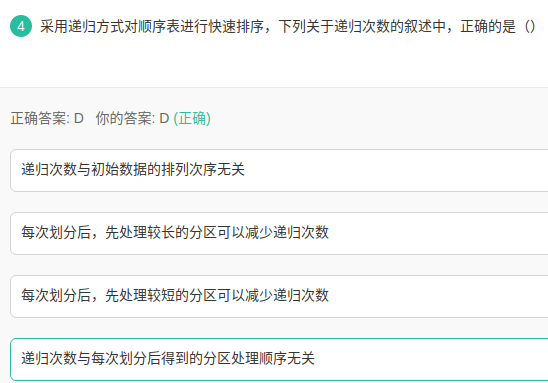 4 采用递归方式对顺序表进行快速排序，下列关于递归次数的叙述中，正确的是（）
正确答案: D 你的答案: D (正确)
递归次数与初始数据的排列次序无关
每次划分后，先处理较长的分区可以减少递归次数
每次划分后，先处理较短的分区可以减少递归次数
递归次数与每次划分后得到的分区处理顺序无关